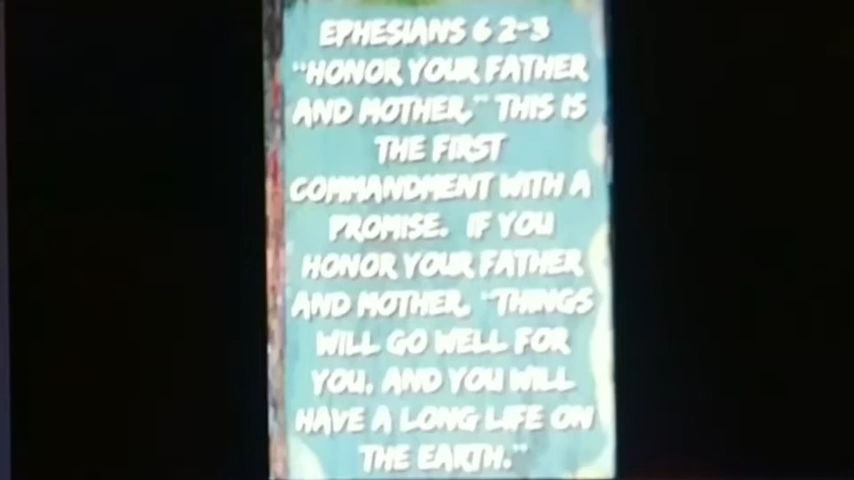 EPHESIANS 6 2-3
"HONOR YOUR FATHER
AND MOTHER." THIS IS
THE FIRST
COMMANDMENT WITH A
PROMISE. IF YOU
HONOR YOUR FATHER
AND MOTHER, "THINGS
WILL GO WELL FOR
YOU, AND YOU WILL
HAVE A LONG LIFE ON
THE EARTH."